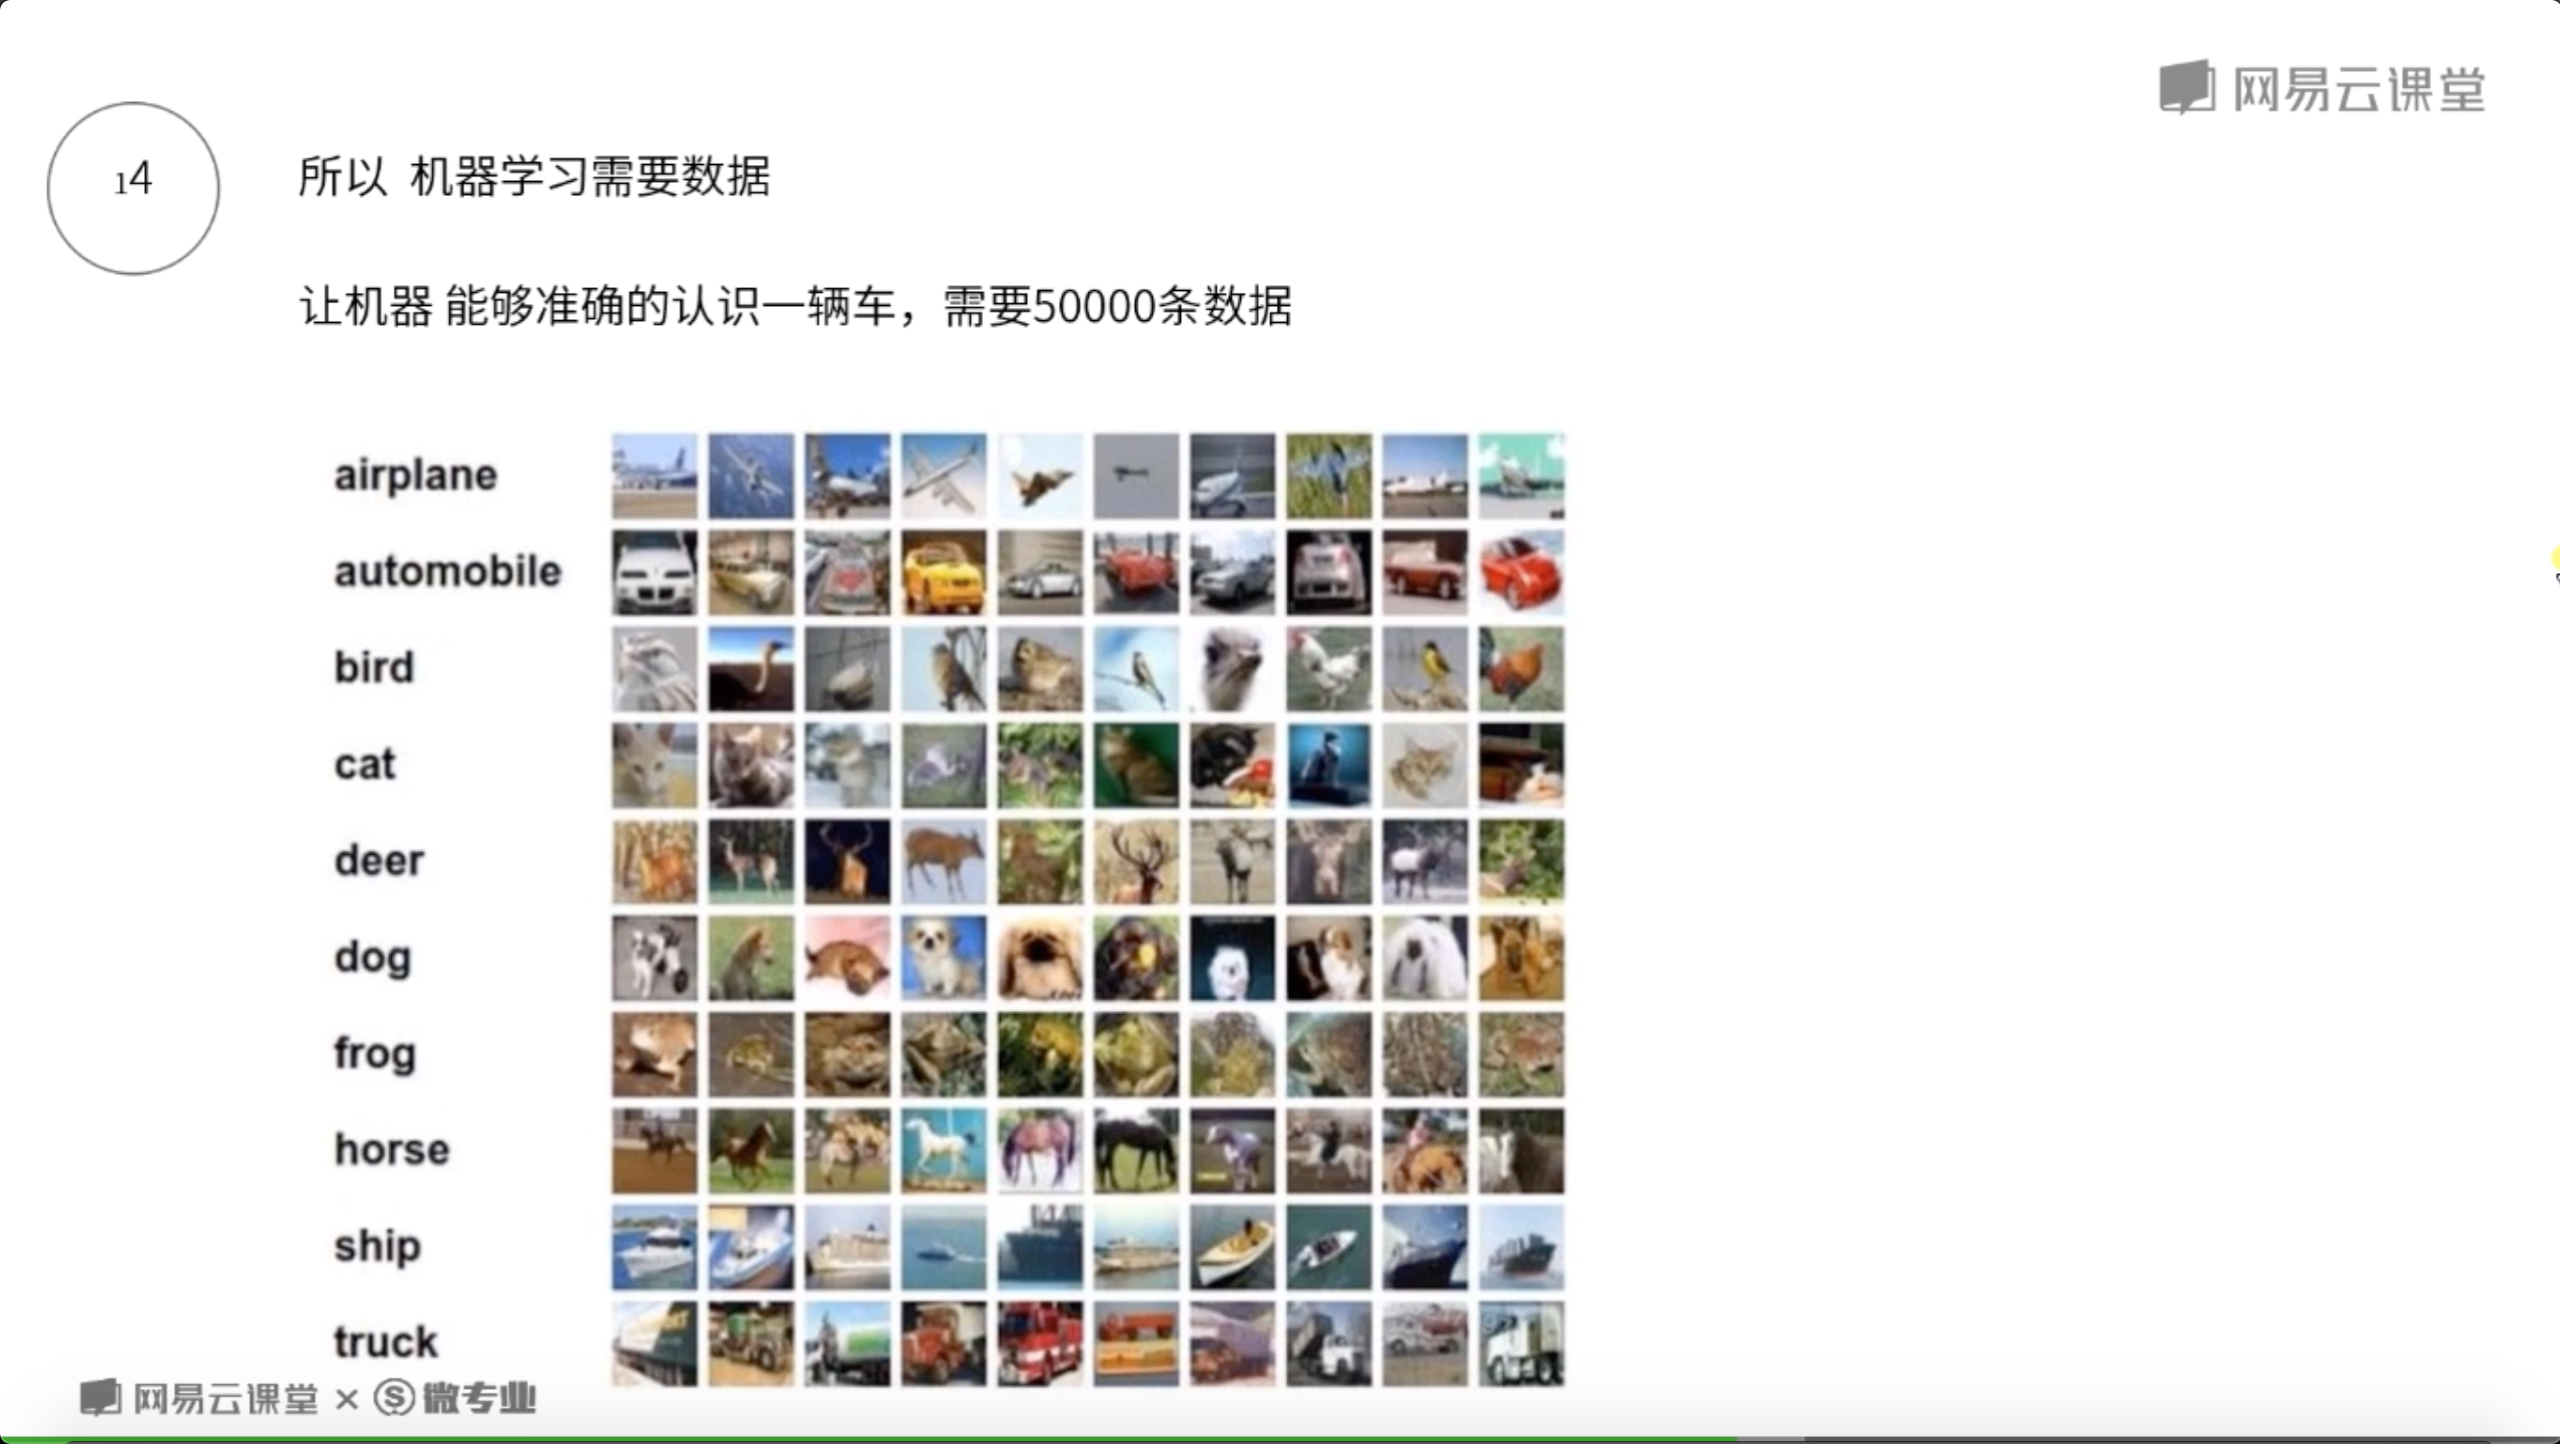 网易云课堂
14
所以 机器学习需要数据
让机器 能够准确的认识一辆车，需要50000条数据
airplane
automobile
bird
cat
deer
dog
frog
horse
ship
truck
网易云课堂 × S 微专业